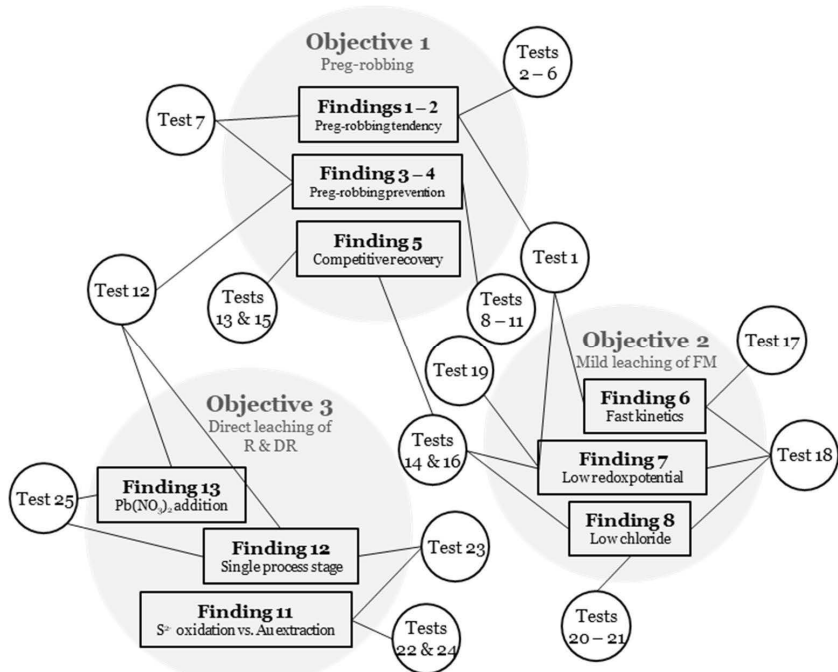 Objective 1
Preg-robbing
Tests
2 – 6
Findings 1 – 2
Preg-robbing tendency
Test 7
Finding 3 – 4
Preg-robbing prevention
Finding 5
Competitive recovery
Test 1
Test 12
Tests
13 & 15
Tests
8 – 11
Objective 2
Mild leaching of FM
Test 17
Test 19
Finding 6
Fast kinetics
Objective 3
Direct leaching of
R & DR
Tests
14 & 16
Finding 7
Low redox potential
Test 18
Finding 13
Pb(NO₃)₂ addition
Test 25
Finding 8
Low chloride
Finding 12
Single process stage
Test 23
Finding 11
S²⁻ oxidation vs. Au extraction
Tests
22 & 24
Tests
20 – 21